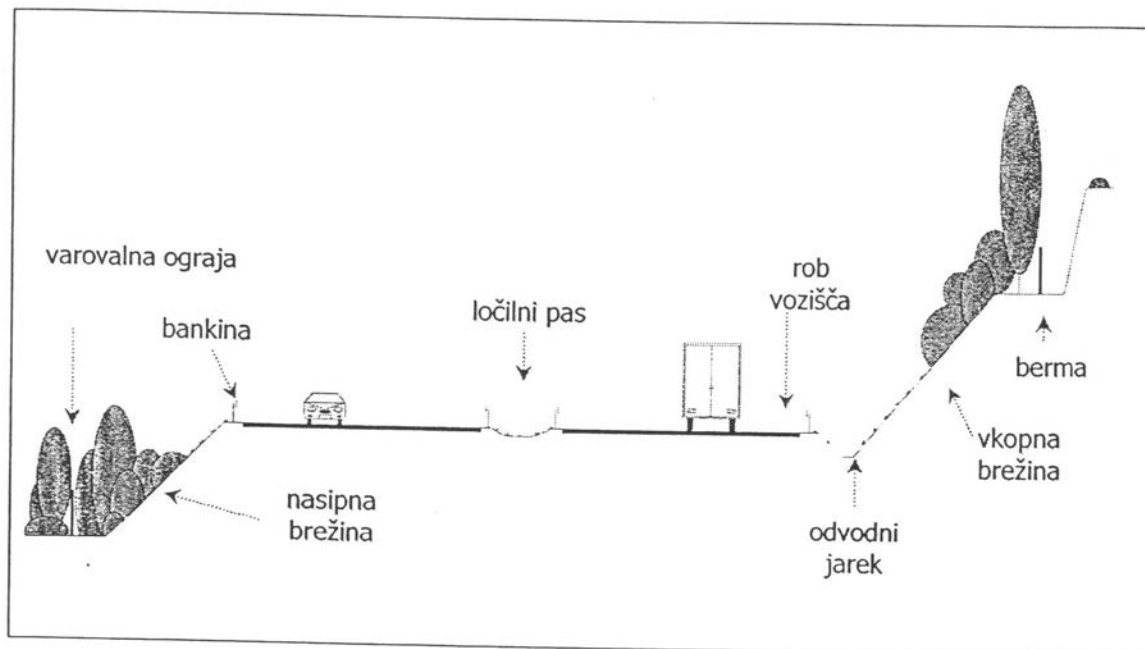 varovalna ograja
bankina
ločilni pas
rob
vozišča
berma
vkopna
brežina
nasipna
brežina
odvodni
jarek